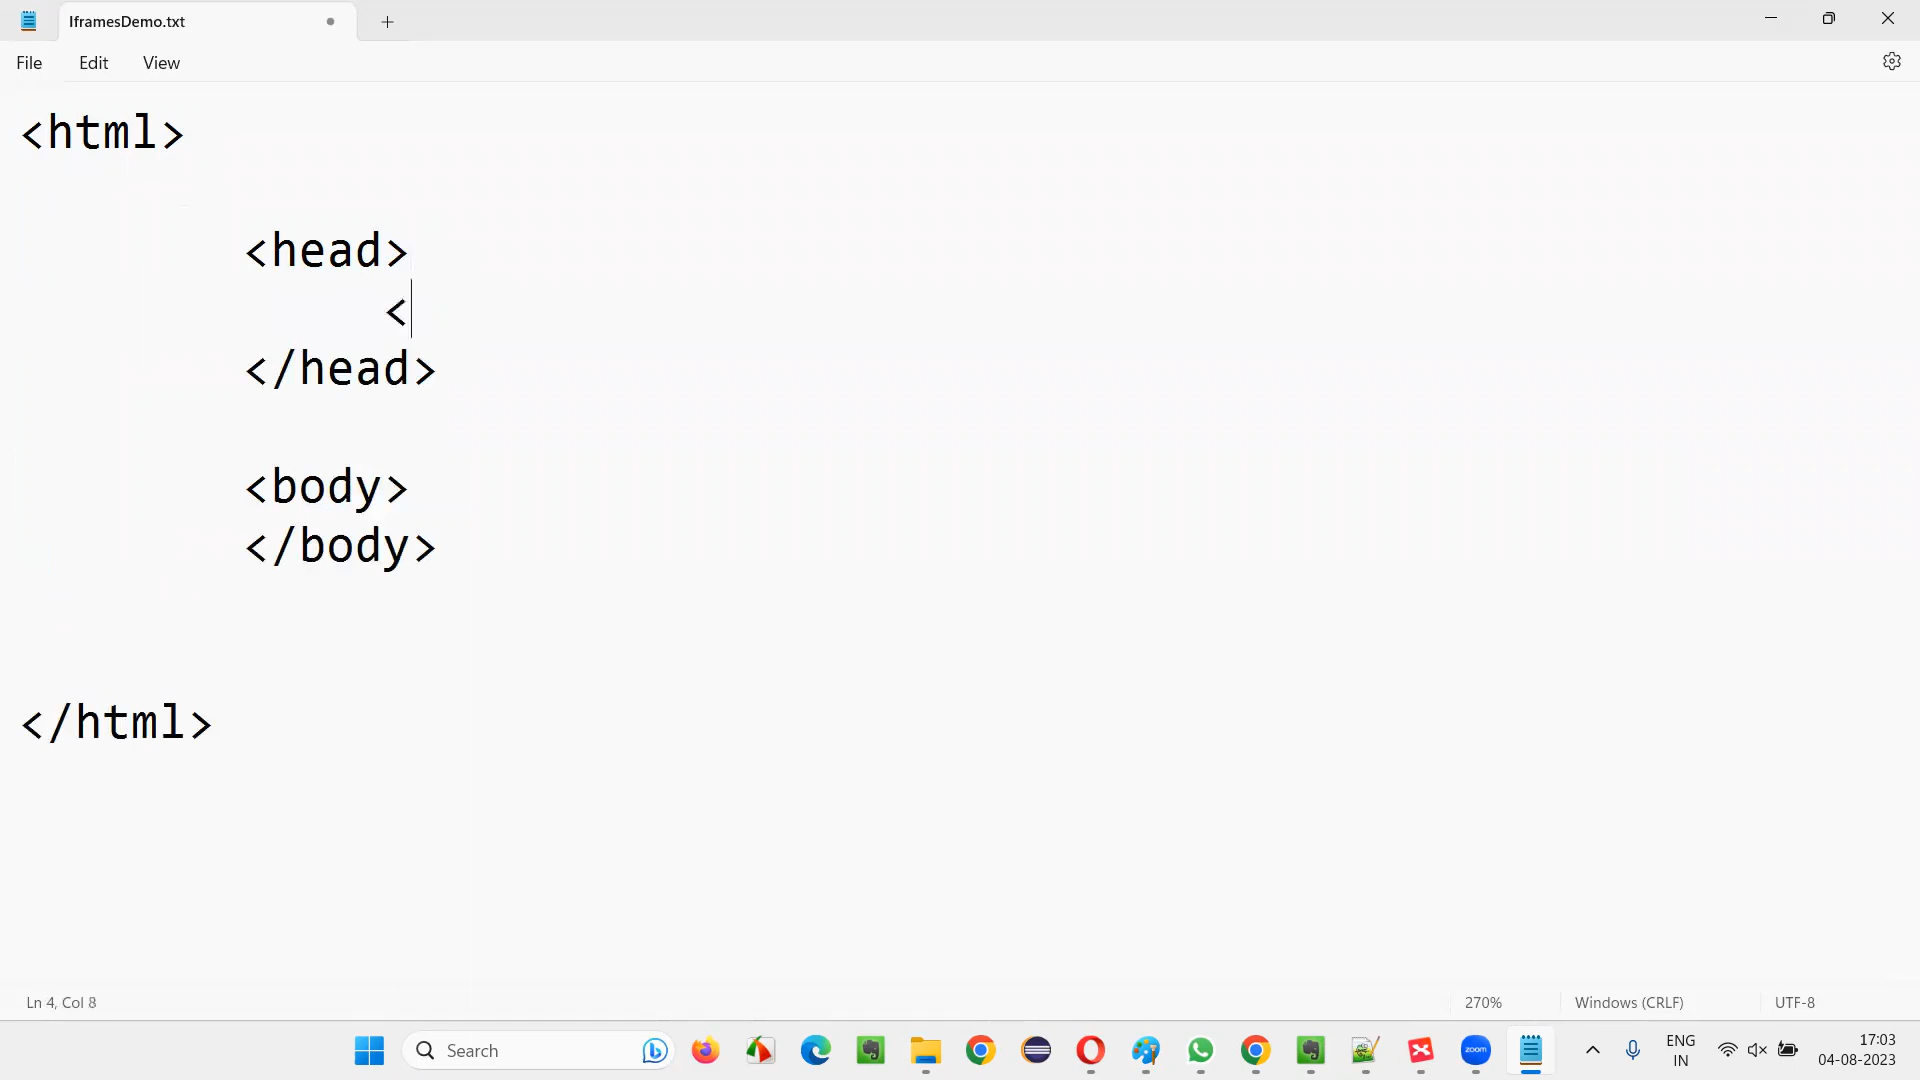 IframesDemo.txt
File Edit View
<html>
<head>
<
</head>
<body>
</body>
</html>
Ln 4, Col 8 270% Windows (CRLF) UTF-8
Search zoom ENG 17:03
IN 04-08-2023